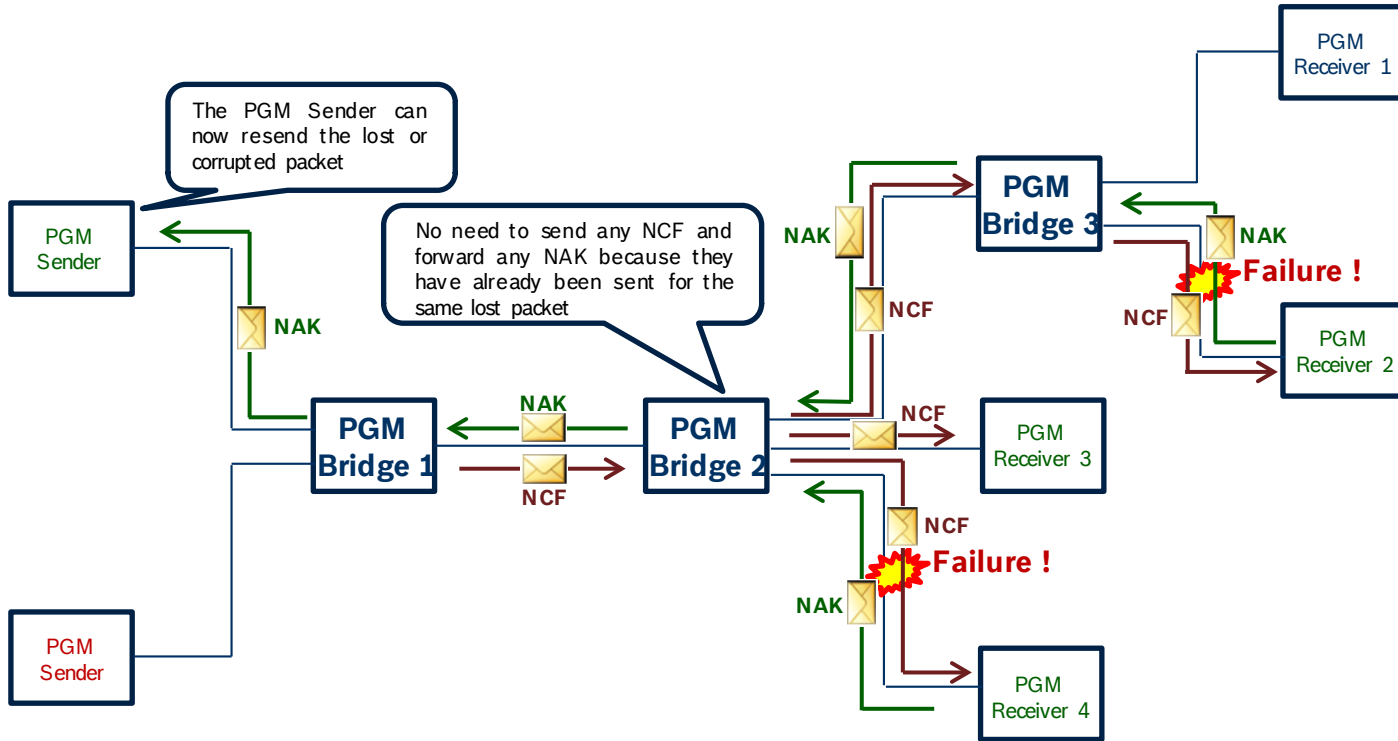 PGM
Receiver 1
The PGM Sender can
now resend the lost or
corrupted packet
PGM
Bridge 3
PGM
Sender
No need to send any NCF and
forward any NAK because they
have already been sent for the
same lost packet
NAK
NAK
Failure !
NCF
NCF
NAK
PGM
Receiver 2
NAK
NCF
PGM
Bridge 1
PGM
Bridge 2
PGM
Receiver 3
NCF
NCF
Failure !
NAK
PGM
Sender
PGM
Receiver 4